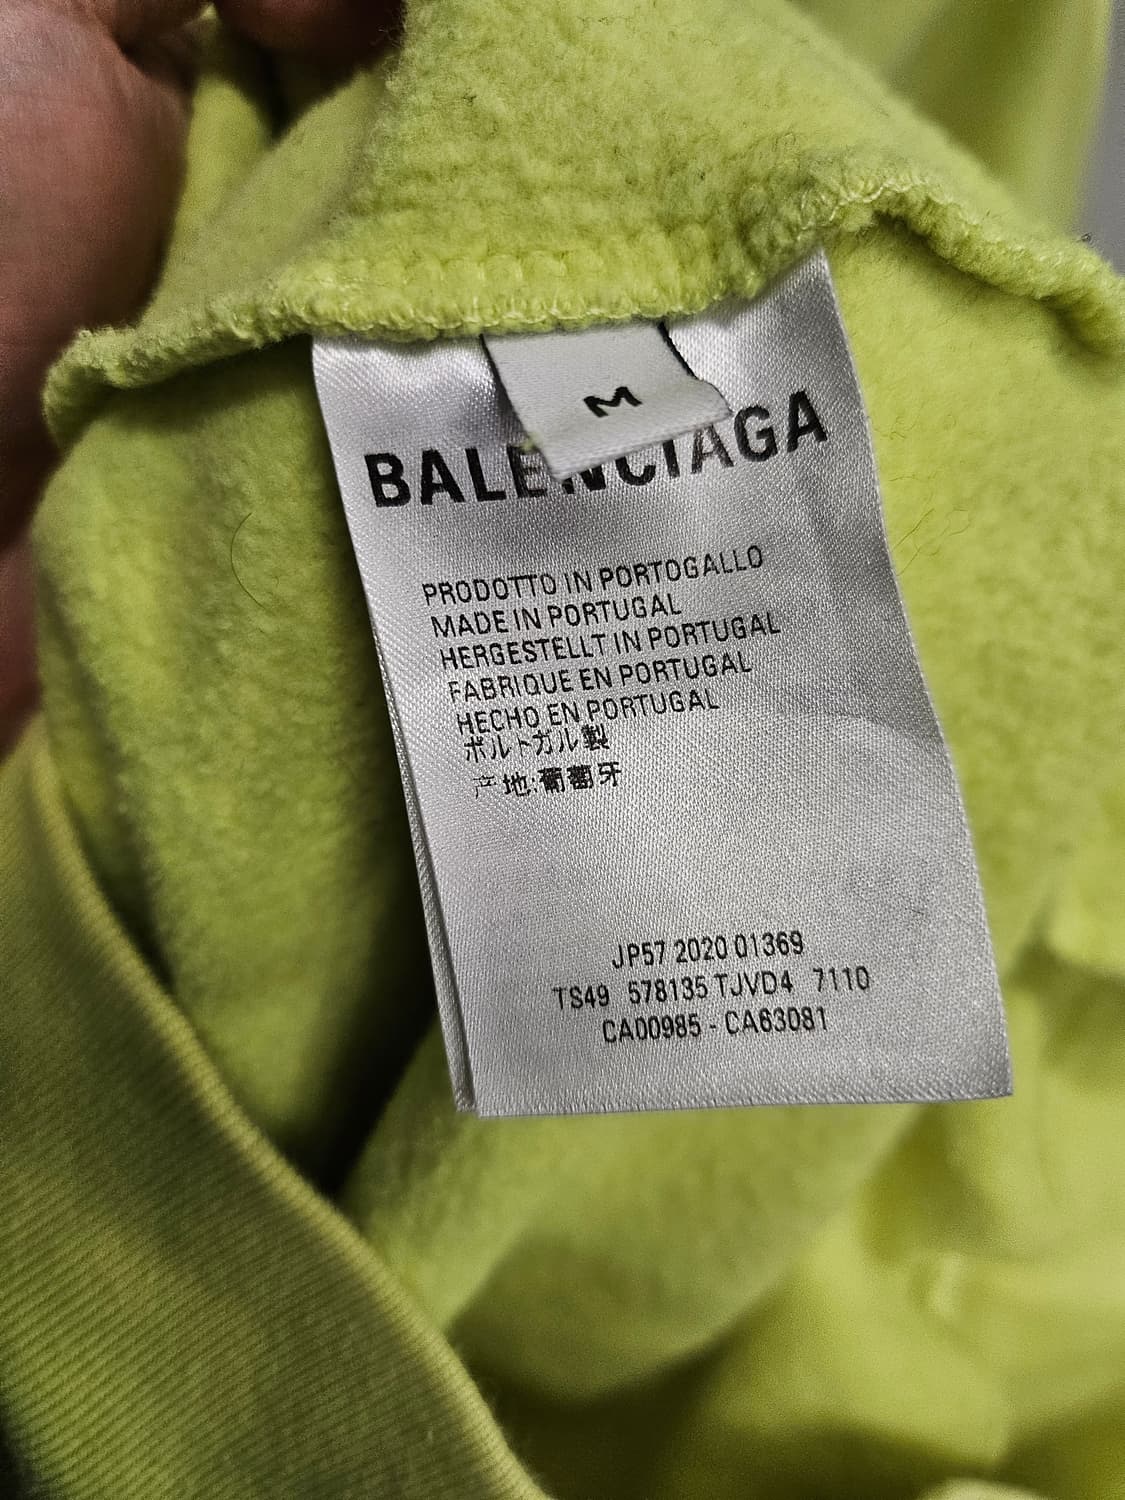 M
BALENCIAGA
PRODOTTO IN PORTOGALLO
MADE IN PORTUGAL
HERGESTELLT IN PORTUGAL
FABRIQUE EN PORTUGAL
HECHO EN PORTUGAL
ポルトガル製
产地:葡萄牙
JP57 2020 01369
TS49 578135 TJVD4 7110
CA00985 - CA63081